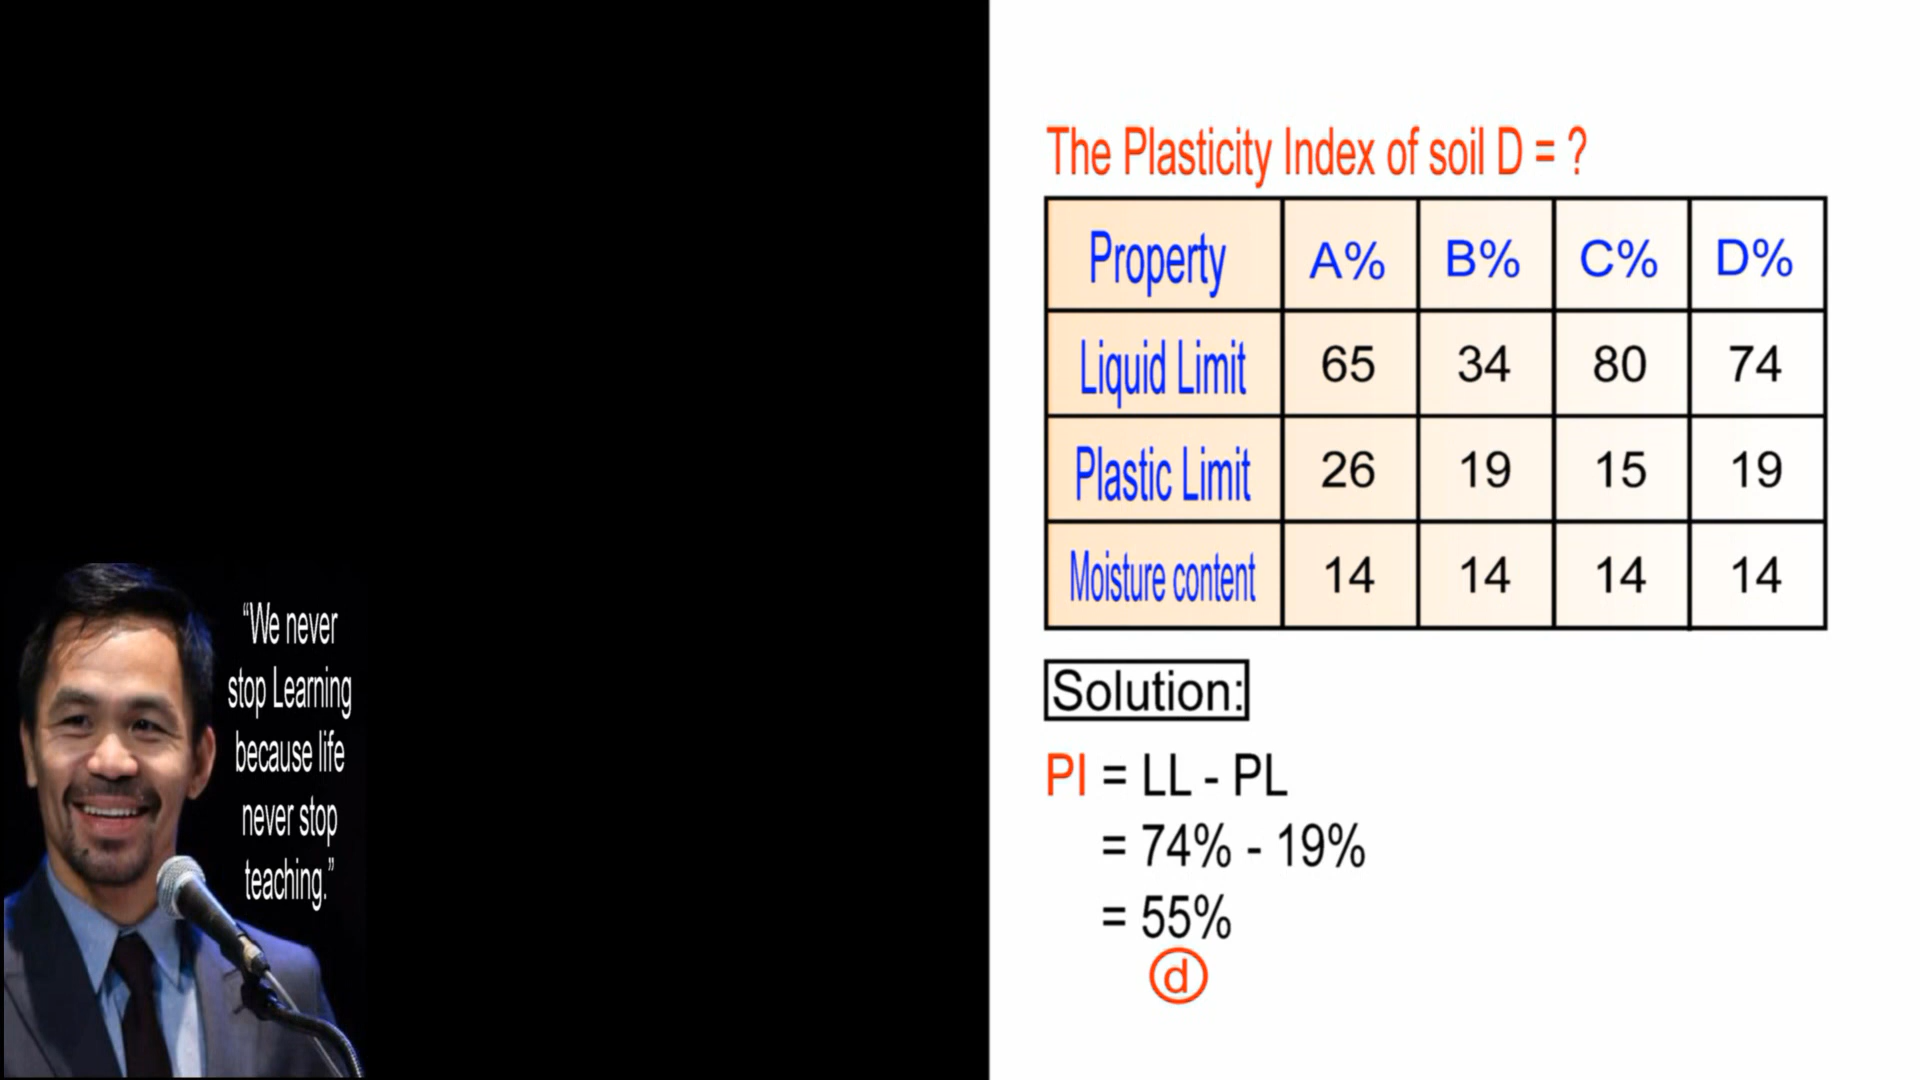 “We never
stop Learning
because life
never stop
teaching.”
The Plasticity Index of soil D = ?
Property A% B% C% D%
Liquid Limit 65 34 80 74
Plastic Limit 26 19 15 19
Moisture content 14 14 14 14
Solution:
PI = LL - PL
= 74% - 19%
= 55%
d